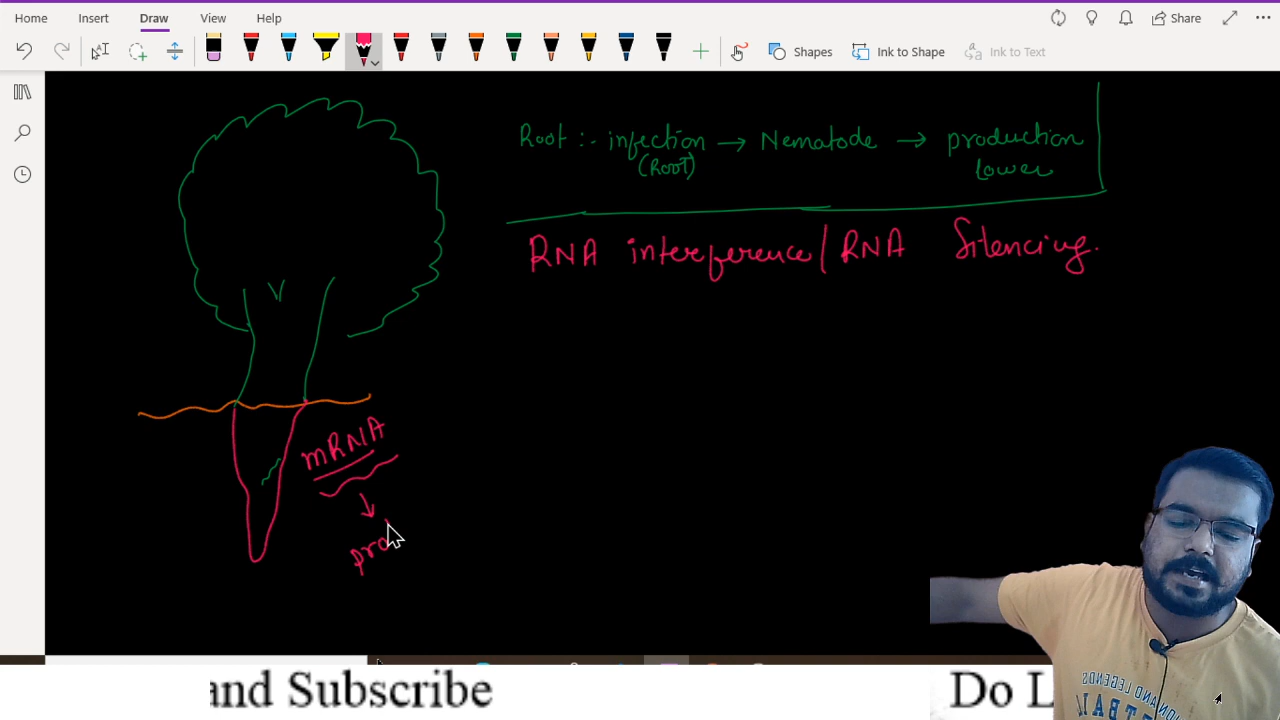 Home Insert Draw View Help Share
Shapes Ink to Shape Ink to Text
Root :- infection → Nematode → production
(Root) Lower
RNA interference/RNA Silencing.
mRNA
↓
pro
and Subscribe Do L